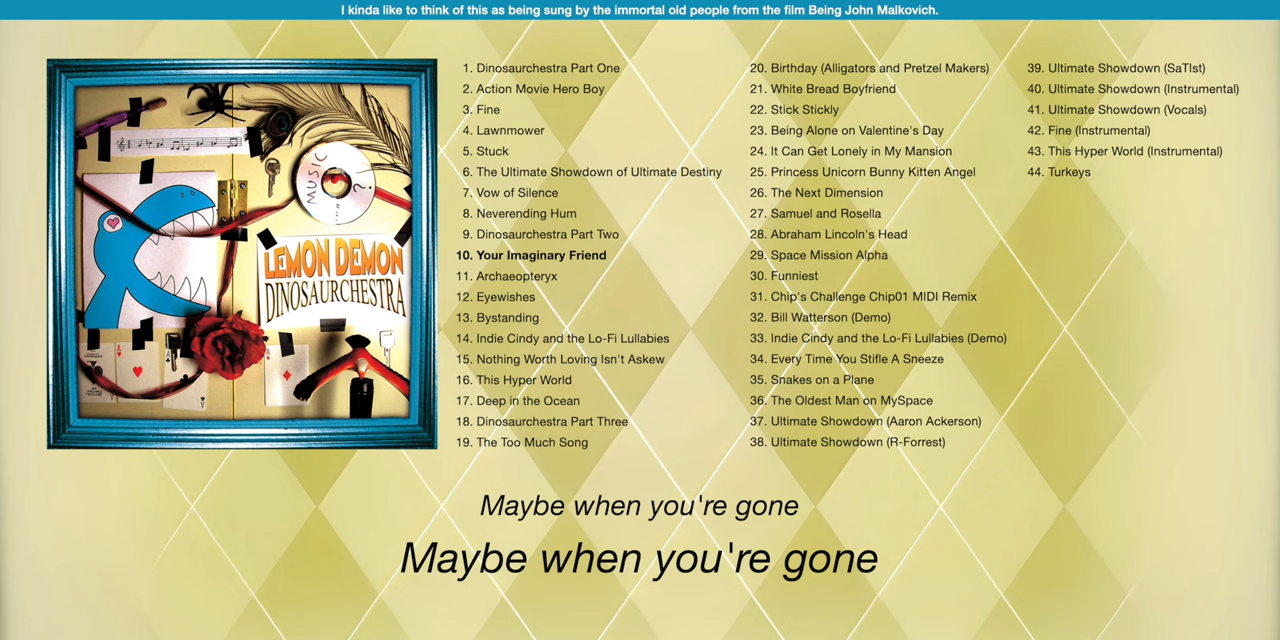 I kinda like to think of this as being sung by the immortal old people from the film Being John Malkovich.
MUSIC
LEMON DEMON
DINOSAURCHESTRA
1. Dinosaurchestra Part One
2. Action Movie Hero Boy
3. Fine
4. Lawnmower
5. Stuck
6. The Ultimate Showdown of Ultimate Destiny
7. Vow of Silence
8. Neverending Hum
9. Dinosaurchestra Part Two
10. Your Imaginary Friend
11. Archaeopteryx
12. Eyewishes
13. Bystanding
14. Indie Cindy and the Lo-Fi Lullabies
15. Nothing Worth Loving Isn't Askew
16. This Hyper World
17. Deep in the Ocean
18. Dinosaurchestra Part Three
19. The Too Much Song
20. Birthday (Alligators and Pretzel Makers)
21. White Bread Boyfriend
22. Stick Stickly
23. Being Alone on Valentine's Day
24. It Can Get Lonely in My Mansion
25. Princess Unicorn Bunny Kitten Angel
26. The Next Dimension
27. Samuel and Rosella
28. Abraham Lincoln's Head
29. Space Mission Alpha
30. Funniest
31. Chip's Challenge Chip01 MIDI Remix
32. Bill Watterson (Demo)
33. Indie Cindy and the Lo-Fi Lullabies (Demo)
34. Every Time You Stifle A Sneeze
35. Snakes on a Plane
36. The Oldest Man on MySpace
37. Ultimate Showdown (Aaron Ackerson)
38. Ultimate Showdown (R-Forrest)
39. Ultimate Showdown (SaTIst)
40. Ultimate Showdown (Instrumental)
41. Ultimate Showdown (Vocals)
42. Fine (Instrumental)
43. This Hyper World (Instrumental)
44. Turkeys
Maybe when you're gone
Maybe when you're gone